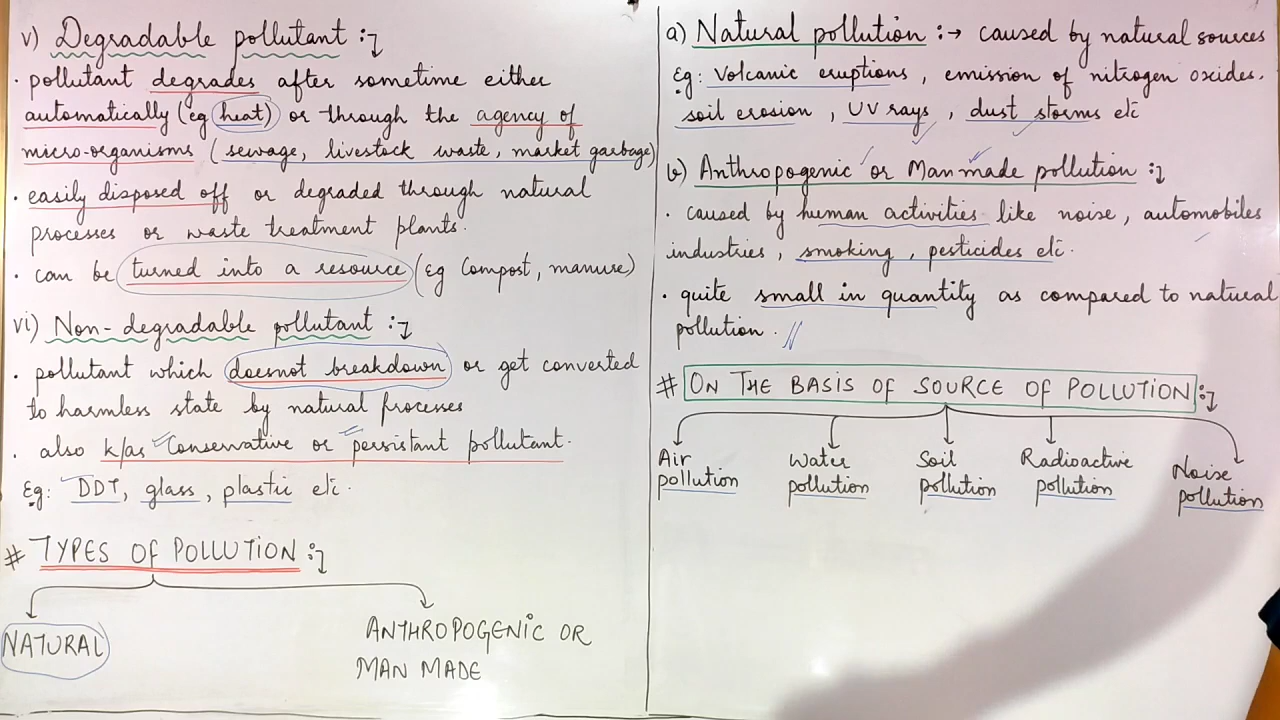 v) Degradable pollutant :-
· pollutant degrades after sometime either
automatically (eg heat) or through the agency of
micro-organisms (sewage, livestock waste, market garbage)
· easily disposed off or degraded through natural
processes or waste treatment plants.
· can be turned into a resource (eg Compost, manure)
vi) Non-degradable pollutant :-
· pollutant which doesnot breakdown or get converted
to harmless state by natural processes
· also k/as Conservative or persistant pollutant.
Eg: DDT, glass, plastic etc.
# TYPES OF POLLUTION :-
NATURAL
ANTHROPOGENIC OR
MAN MADE
a) Natural pollution :→ caused by natural sources
Eg: Volcanic eruptions, emission of nitrogen oxides.
soil erosion, UV rays, dust storms etc
b) Anthropogenic or Man made pollution :-
· caused by human activities like noise, automobiles
industries, smoking, pesticides etc.
· quite small in quantity as compared to natural
pollution.
# ON THE BASIS OF SOURCE OF POLLUTION :-
Air pollution
Water pollution
Soil pollution
Radioactive pollution
Noise pollution